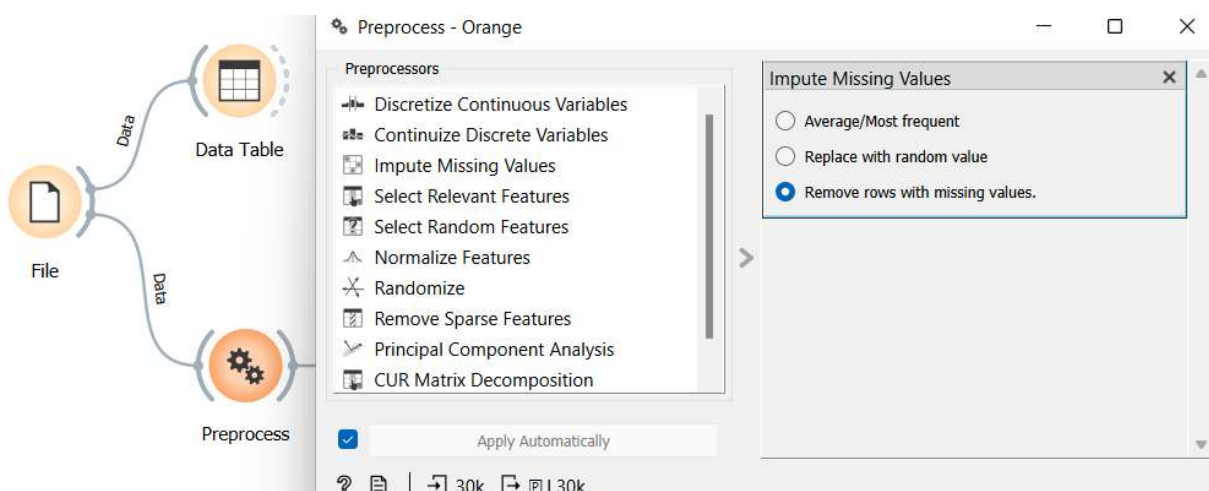 Preprocess - Orange
Preprocessors
Discretize Continuous Variables
Continuize Discrete Variables
Impute Missing Values
Select Relevant Features
Select Random Features
Normalize Features
Randomize
Remove Sparse Features
Principal Component Analysis
CUR Matrix Decomposition
Apply Automatically
? 30k P | 30k
Impute Missing Values
Average/Most frequent
Replace with random value
Remove rows with missing values.
Data
Data Table
File
Data
Preprocess